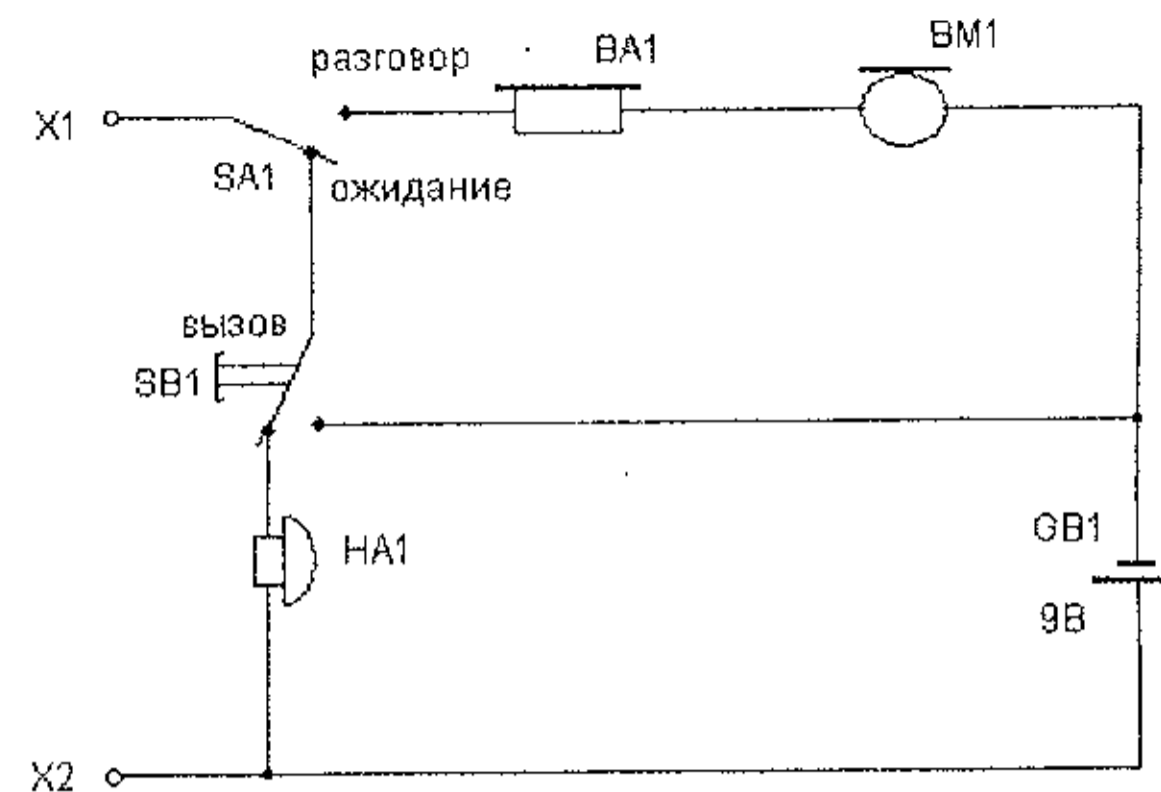 разговор
BA1
BM1
X1
SA1
ожидание
вызов
SB1
HA1
GB1
9В
X2